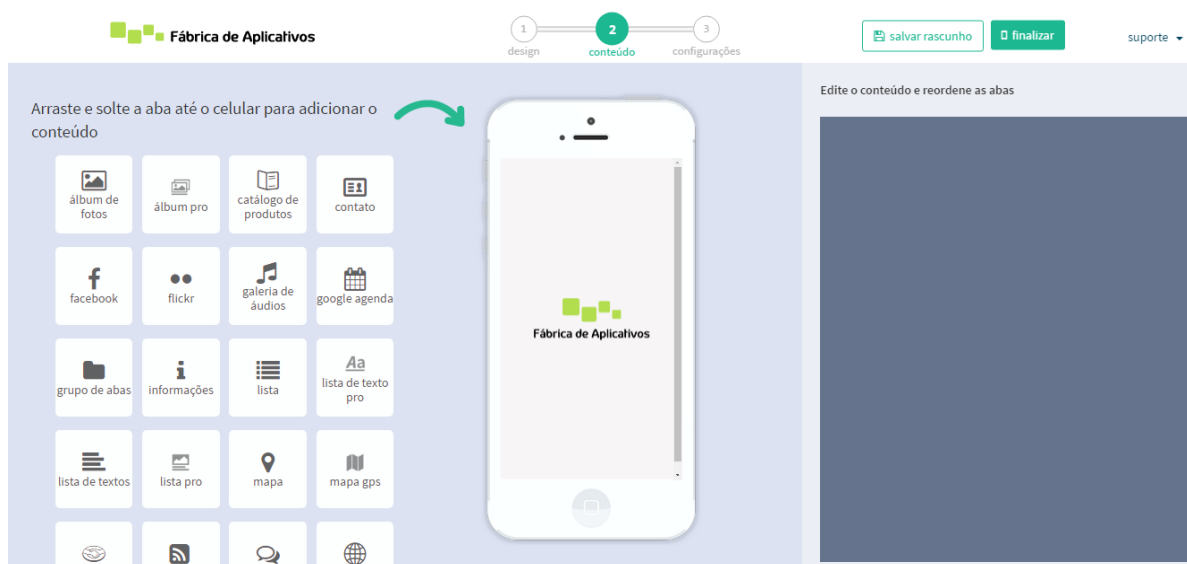 Fábrica de Aplicativos
1
2
3
design
conteúdo
configurações
salvar rascunho
finalizar
suporte
Arraste e solte a aba até o celular para adicionar o
conteúdo
Edite o conteúdo e reordene as abas
álbum de
fotos
álbum pro
catálogo de
produtos
contato
facebook
flickr
galeria de
áudios
google agenda
grupo de abas
informações
lista
Aa
lista de texto
pro
lista de textos
lista pro
mapa
mapa gps
Fábrica de Aplicativos